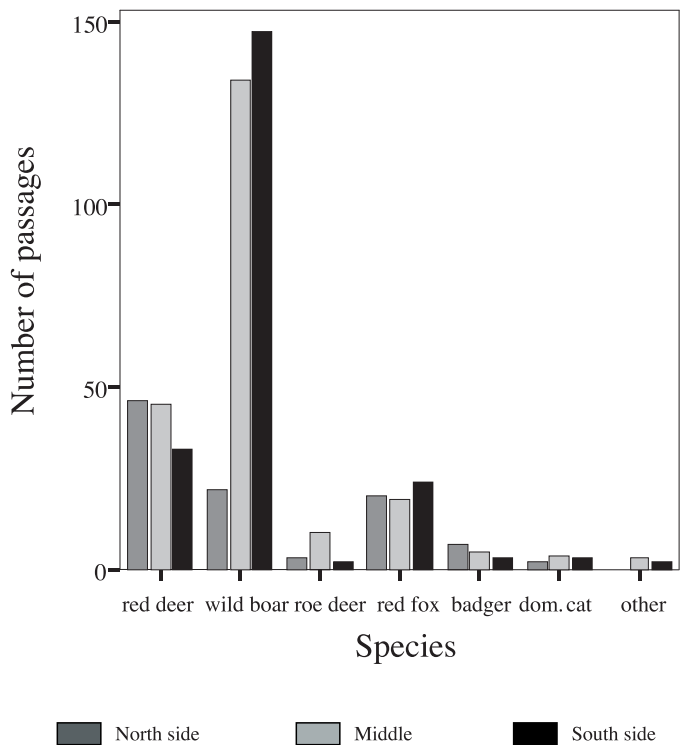 150
100
50
0
Number of passages
red deer wild boar roe deer red fox badger dom. cat other
Species
North side Middle South side